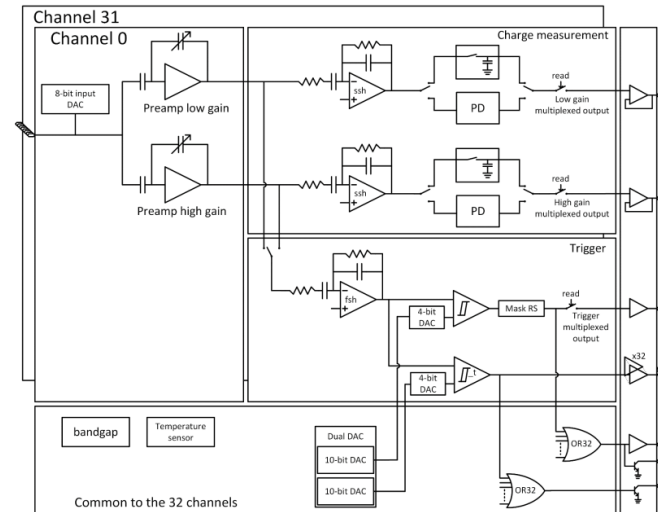 Channel 31
Channel 0
8-bit input
DAC
Preamp low gain
Preamp high gain
Charge measurement
ssh
PD
read
Low gain
multiplexed output
ssh
PD
read
High gain
multiplexed output
Trigger
fsh
4-bit
DAC
Mask RS
read
Trigger
multiplexed
output
4-bit
DAC
_t
x32
bandgap
Temperature
sensor
Dual DAC
10-bit DAC
10-bit DAC
OR32
OR32
Common to the 32 channels